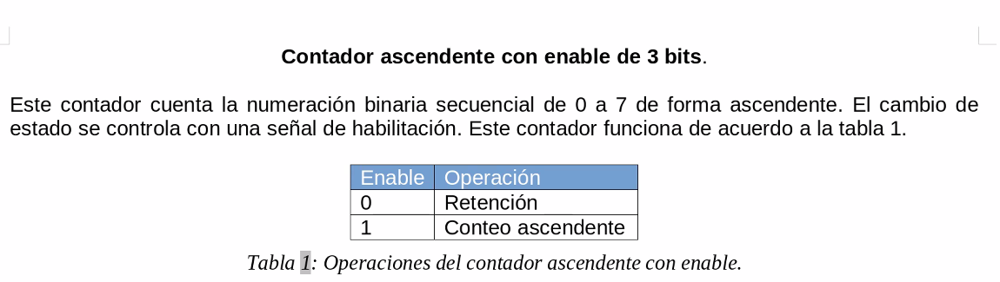 Contador ascendente con enable de 3 bits.
Este contador cuenta la numeración binaria secuencial de 0 a 7 de forma ascendente. El cambio de
estado se controla con una señal de habilitación. Este contador funciona de acuerdo a la tabla 1.
Enable Operación
0 Retención
1 Conteo ascendente
Tabla 1: Operaciones del contador ascendente con enable.